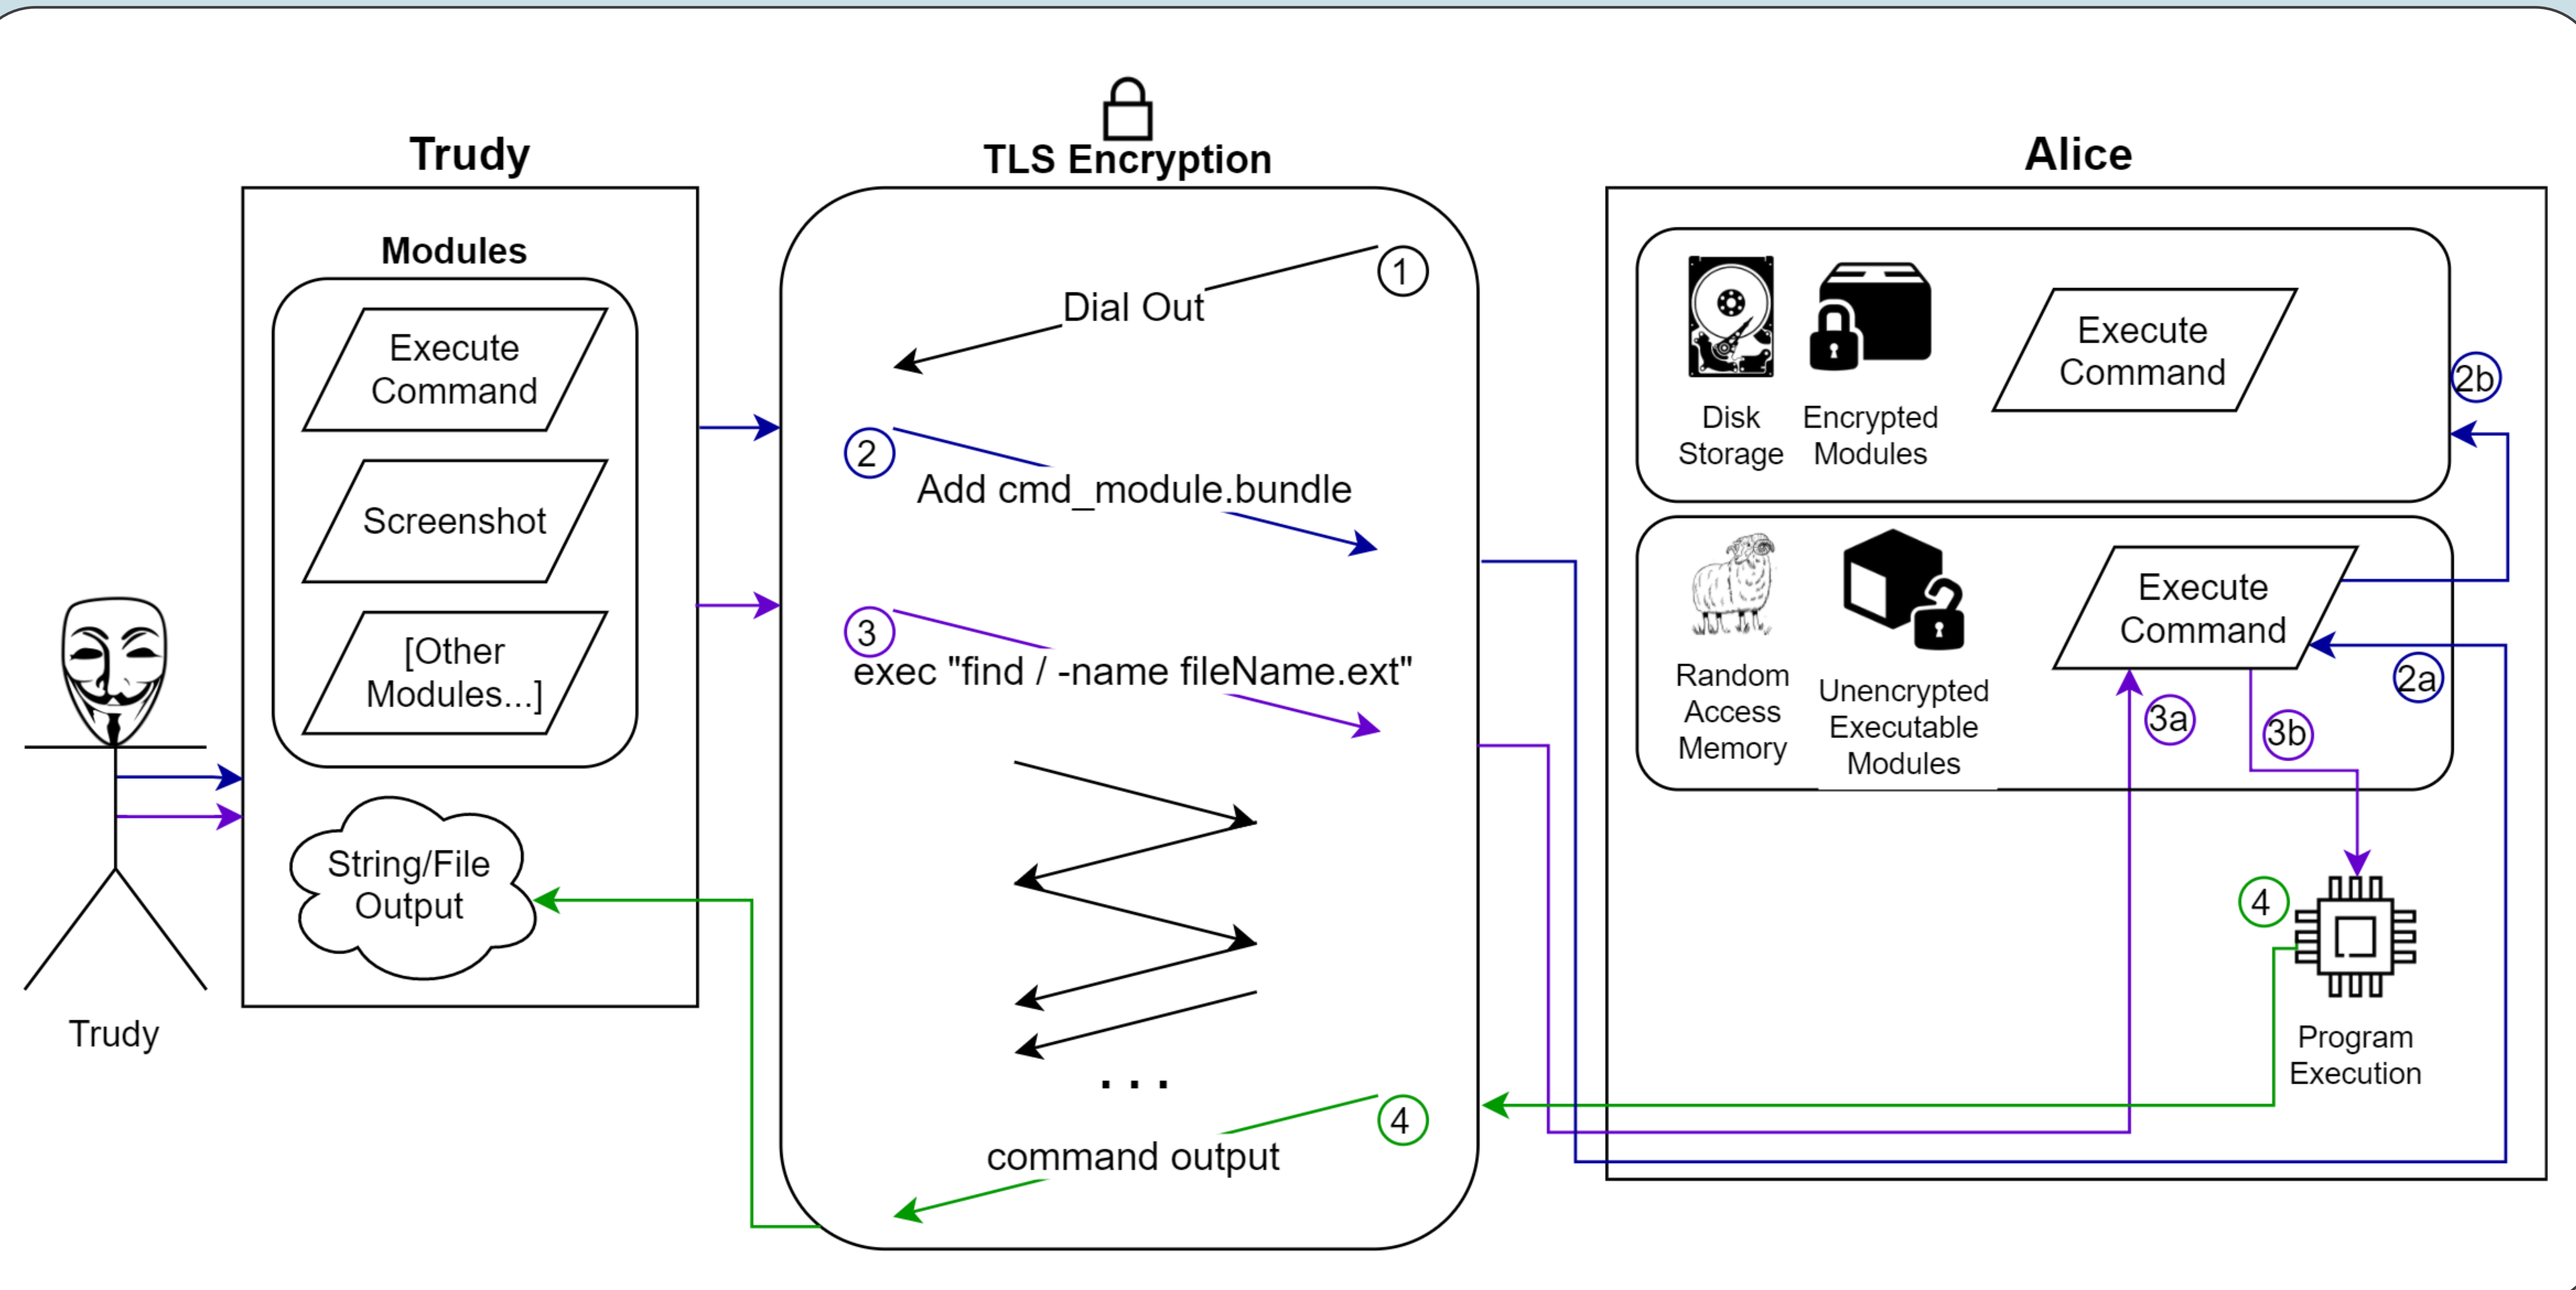 Trudy
Modules
Execute
Command
Screenshot
[Other
Modules...]
String/File
Output
Trudy
TLS Encryption
1
Dial Out
2
Add cmd_module.bundle
3
exec "find / -name fileName.ext"
. . .
4
command output
Alice
Disk
Storage
Encrypted
Modules
Execute
Command
2b
Random
Access
Memory
Unencrypted
Executable
Modules
Execute
Command
2a
3a
3b
4
Program
Execution